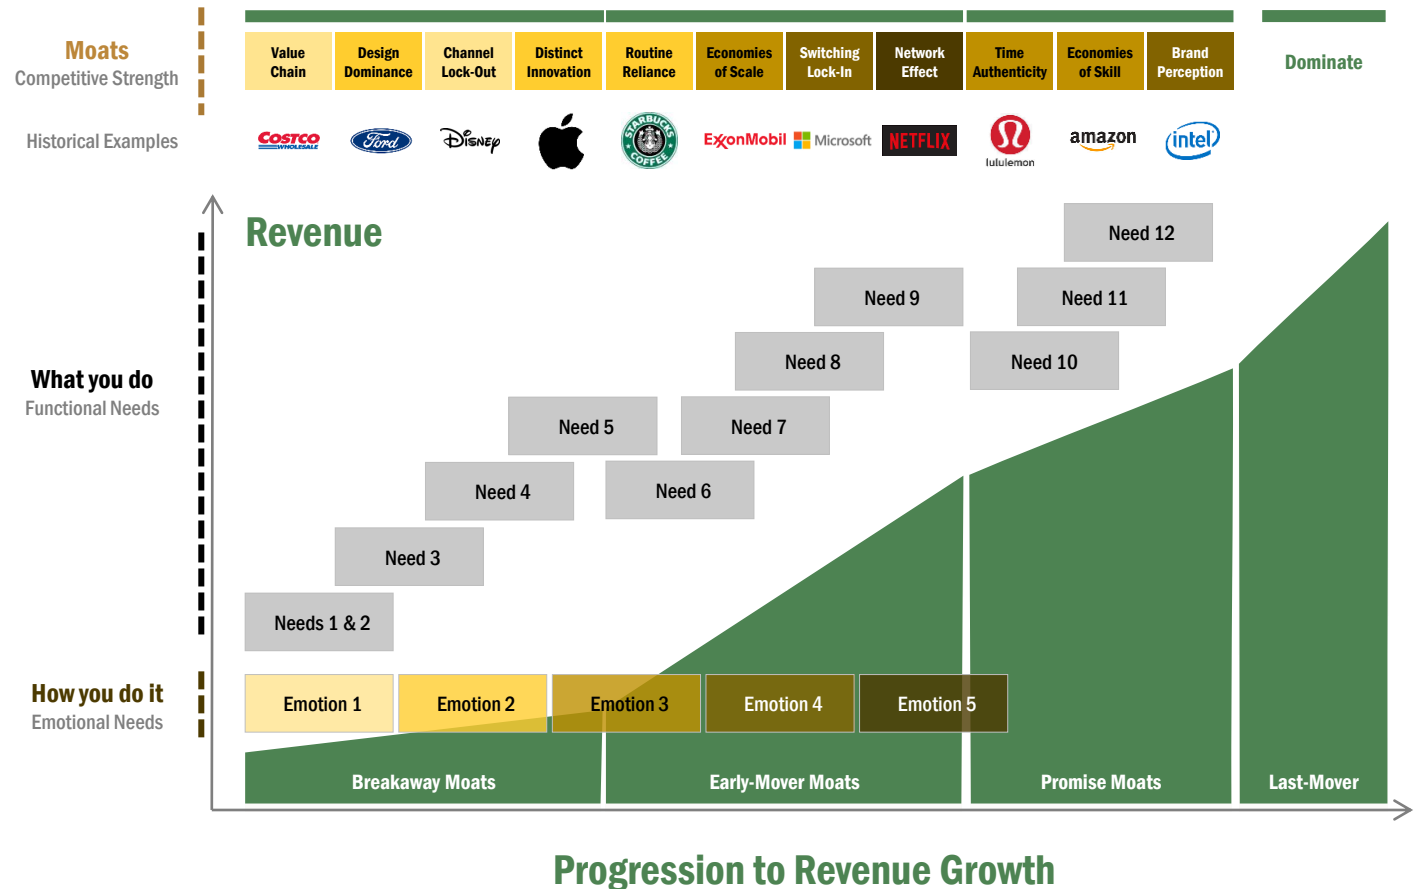 Moats
Competitive Strength
Value
Chain
Design
Dominance
Channel
Lock-Out
Distinct
Innovation
Routine
Reliance
Economies
of Scale
Switching
Lock-In
Network
Effect
Time
Authenticity
Economies
of Skill
Brand
Perception
Dominate
Historical Examples
COSTCO
WHOLESALE
Ford
Disney
STARBUCKS
COFFEE
ExxonMobil
Microsoft
NETFLIX
lululemon
amazon
intel
Revenue
Need 12
Need 9
Need 11
What you do
Functional Needs
Need 8
Need 10
Need 5
Need 7
Need 4
Need 6
Need 3
Needs 1 & 2
How you do it
Emotional Needs
Emotion 1
Emotion 2
Emotion 3
Emotion 4
Emotion 5
Breakaway Moats
Early-Mover Moats
Promise Moats
Last-Mover
Progression to Revenue Growth